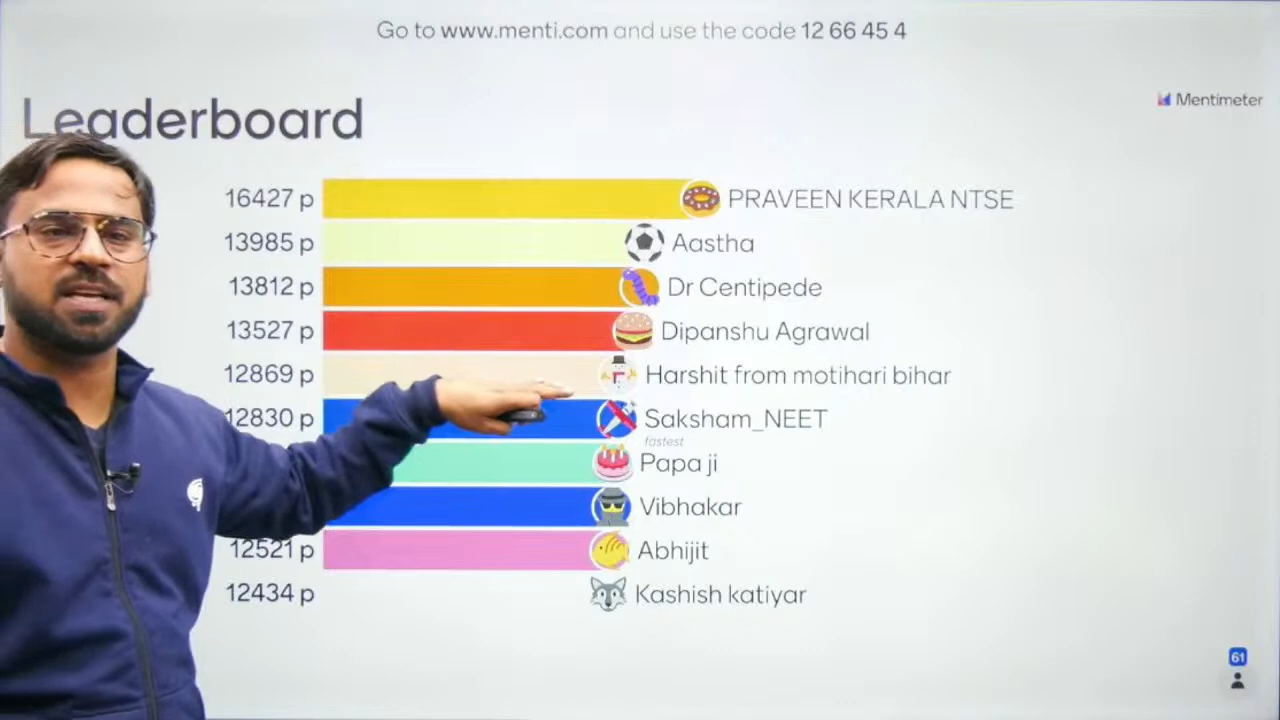 Go to www.menti.com and use the code 12 66 45 4
Leaderboard
Mentimeter
16427 p PRAVEEN KERALA NTSE
13985 p Aastha
13812 p Dr Centipede
13527 p Dipanshu Agrawal
12869 p Harshit from motihari bihar
12830 p Saksham_NEET
fastest
Papa ji
Vibhakar
12521 p Abhijit
12434 p Kashish katiyar
61